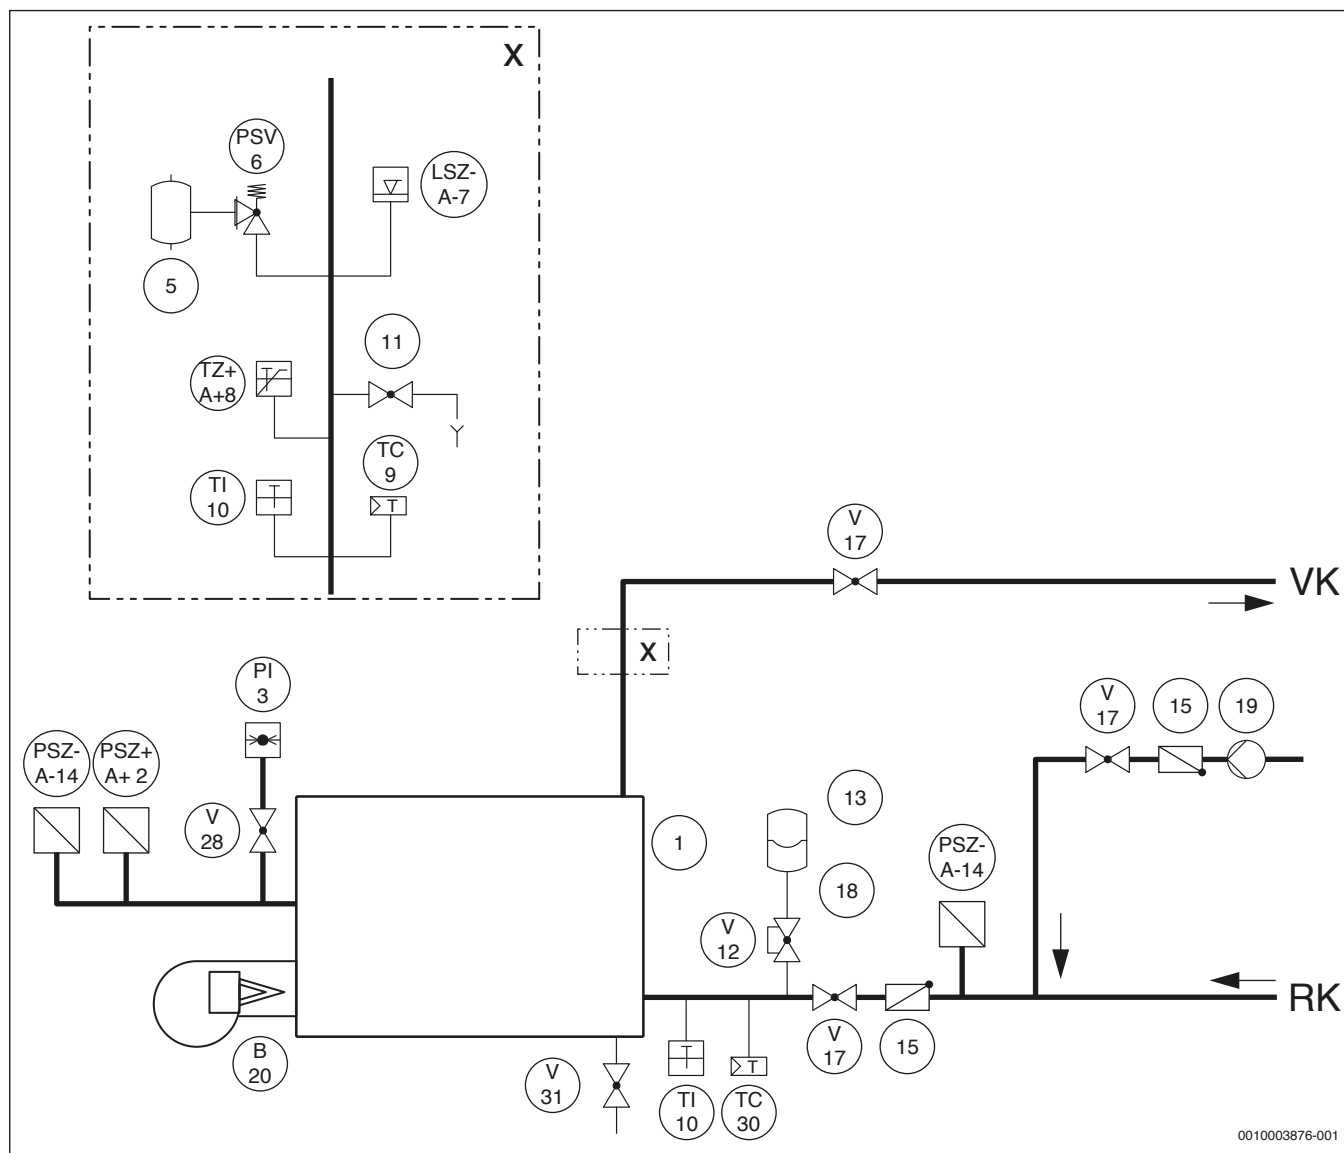 X
PSV
6
LSZ-
A-7
5
11
TZ+
A+8
TC
9
T
TI
10
T
T
V
17
VK
X
PI
3
V
17
15
19
PSZ-
A-14
PSZ+
A+ 2
13
V
28
1
PSZ-
A-14
18
V
12
RK
V
17
15
B
20
V
31
T
T
TI
10
TC
30
0010003876-001